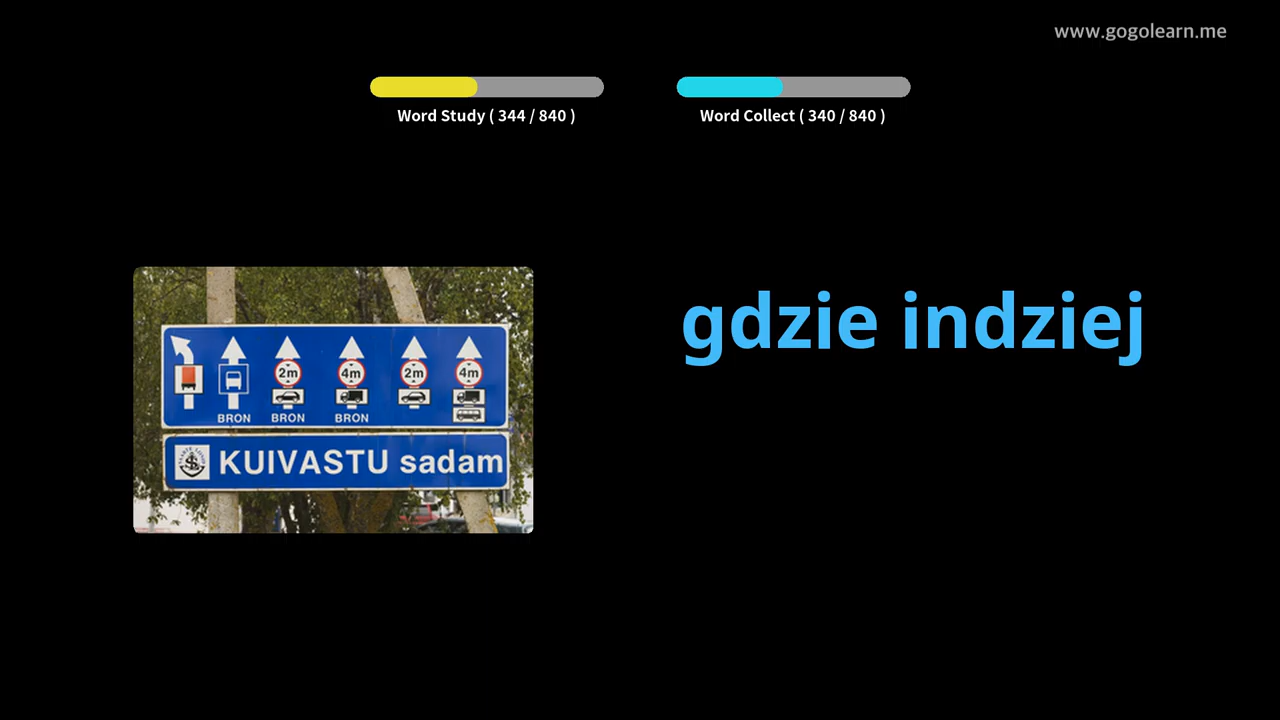 www.gogolearn.me
Word Study ( 344 / 840 )
Word Collect ( 340 / 840 )
gdzie indziej
2m 4m 2m 4m
BRON BRON BRON
KUIVASTU sadam